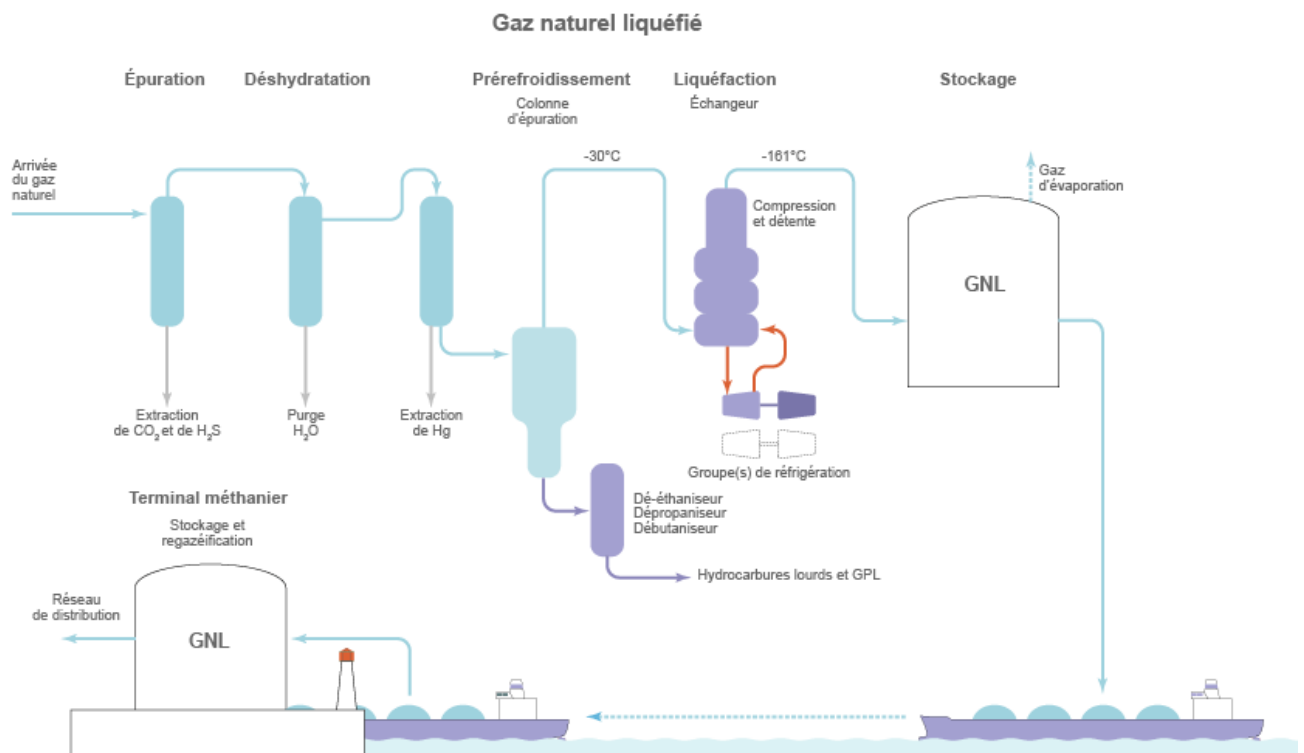 Gaz naturel liquéfié
Épuration
Déshydratation
Prérefroidissement
Colonne
d'épuration
Liquéfaction
Échangeur
Stockage
Arrivée
du gaz
naturel
-30°C
-161°C
Gaz
d'évaporation
Compression
et détente
GNL
Extraction
de CO₂ et de H₂S
Purge
H₂O
Extraction
de Hg
Groupe(s) de réfrigération
Dé-éthaniseur
Dépropaniseur
Débutaniseur
Hydrocarbures lourds et GPL
Terminal méthanier
Stockage et
regazéification
Réseau
de distribution
GNL